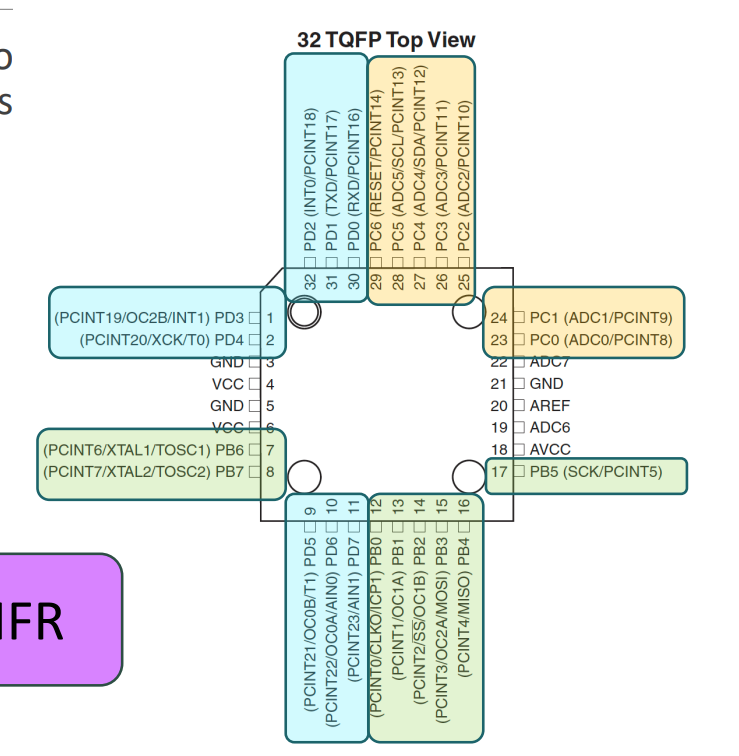 o
s
32 TQFP Top View
32 PD2 (INT0/PCINT18)
31 PD1 (TXD/PCINT17)
30 PD0 (RXD/PCINT16)
29 PC6 (RESET/PCINT14)
28 PC5 (ADC5/SCL/PCINT13)
27 PC4 (ADC4/SDA/PCINT12)
26 PC3 (ADC3/PCINT11)
25 PC2 (ADC2/PCINT10)
(PCINT19/OC2B/INT1) PD3 1
(PCINT20/XCK/T0) PD4 2
GND 3
VCC 4
GND 5
VCC 6
(PCINT6/XTAL1/TOSC1) PB6 7
(PCINT7/XTAL2/TOSC2) PB7 8
24 PC1 (ADC1/PCINT9)
23 PC0 (ADC0/PCINT8)
22 ADC7
21 GND
20 AREF
19 ADC6
18 AVCC
17 PB5 (SCK/PCINT5)
(PCINT21/OC0B/T1) PD5 9
(PCINT22/OC0A/AIN0) PD6 10
(PCINT23/AIN1) PD7 11
(PCINT0/CLKO/ICP1) PB0 12
(PCINT1/OC1A) PB1 13
(PCINT2/SS/OC1B) PB2 14
(PCINT3/OC2A/MOSI) PB3 15
(PCINT4/MISO) PB4 16
IFR